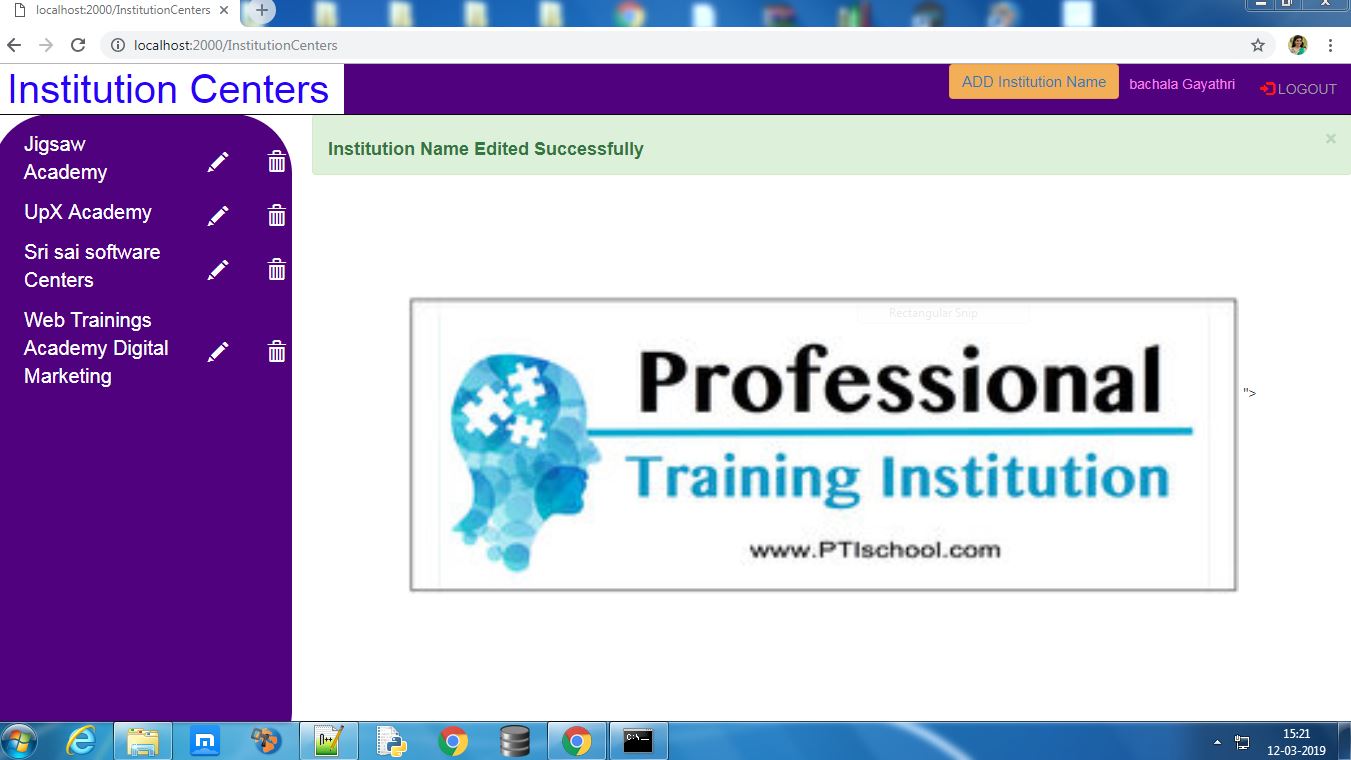 localhost:2000/InstitutionCenters
localhost:2000/InstitutionCenters
Institution Centers
ADD Institution Name
bachala Gayathri
LOGOUT
Jigsaw
Academy
UpX Academy
Sri sai software
Centers
Web Trainings
Academy Digital
Marketing
Institution Name Edited Successfully
×
Rectangular Snip
Professional
Training Institution
www.PTIschool.com
">
C:\_
15:21
12-03-2019